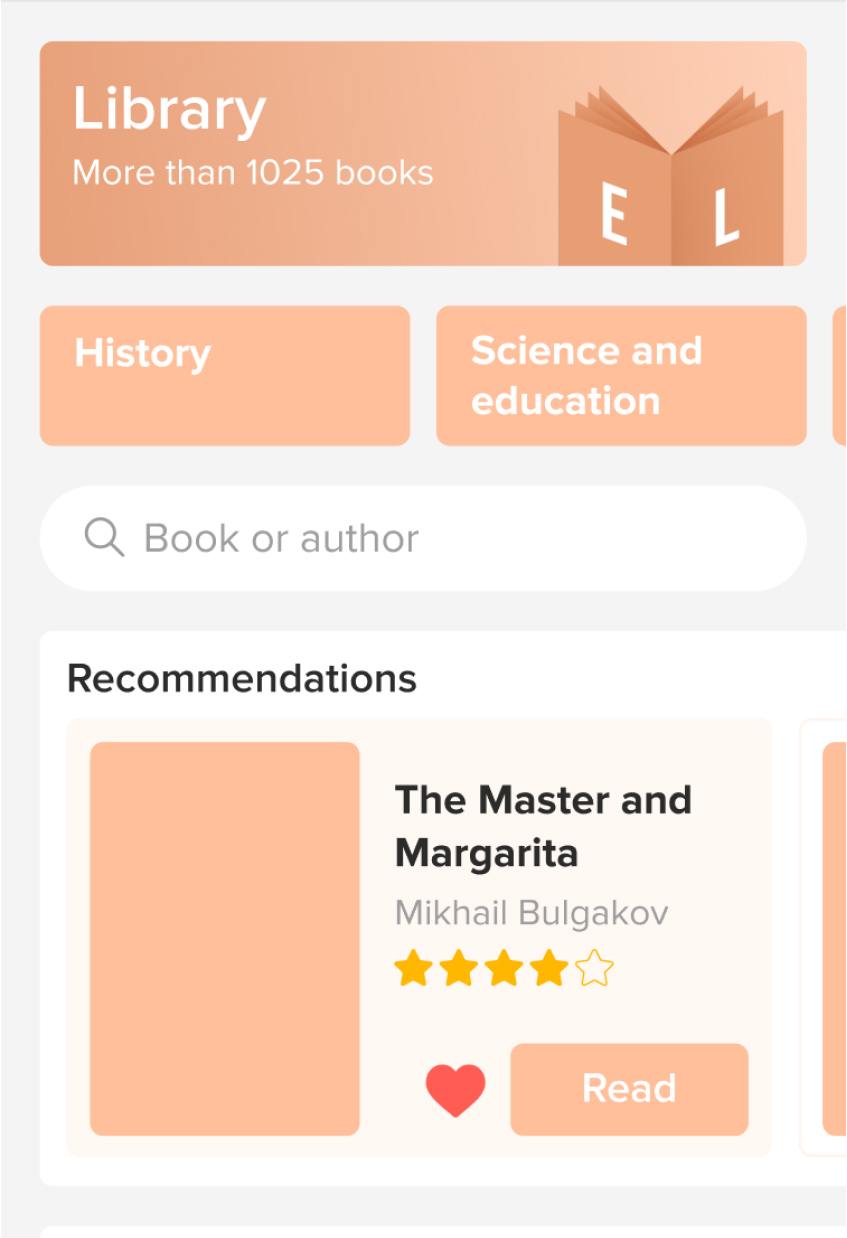 Library
More than 1025 books
E L
History
Science and
education
Book or author
Recommendations
The Master and
Margarita
Mikhail Bulgakov
Read